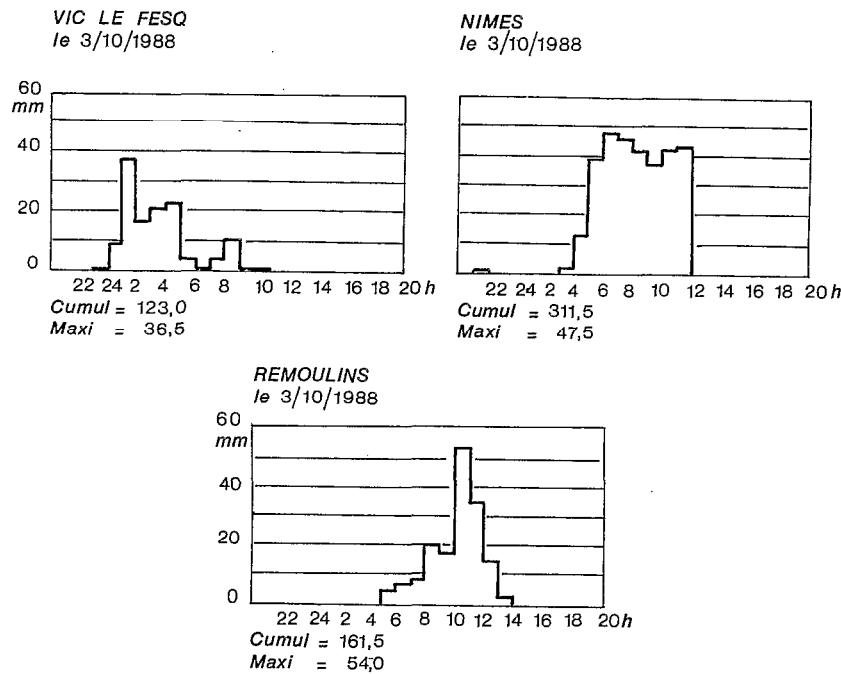 VIC LE FESQ
le 3/10/1988
60
mm
40
20
0
22 24 2 4 6 8 10 12 14 16 18 20 h
Cumul = 123,0
Maxi = 36,5
NIMES
le 3/10/1988
22 24 2 4 6 8 10 12 14 16 18 20 h
Cumul = 311,5
Maxi = 47,5
REMOULINS
le 3/10/1988
60
mm
40
20
0
22 24 2 4 6 8 10 12 14 16 18 20 h
Cumul = 161,5
Maxi = 54,0